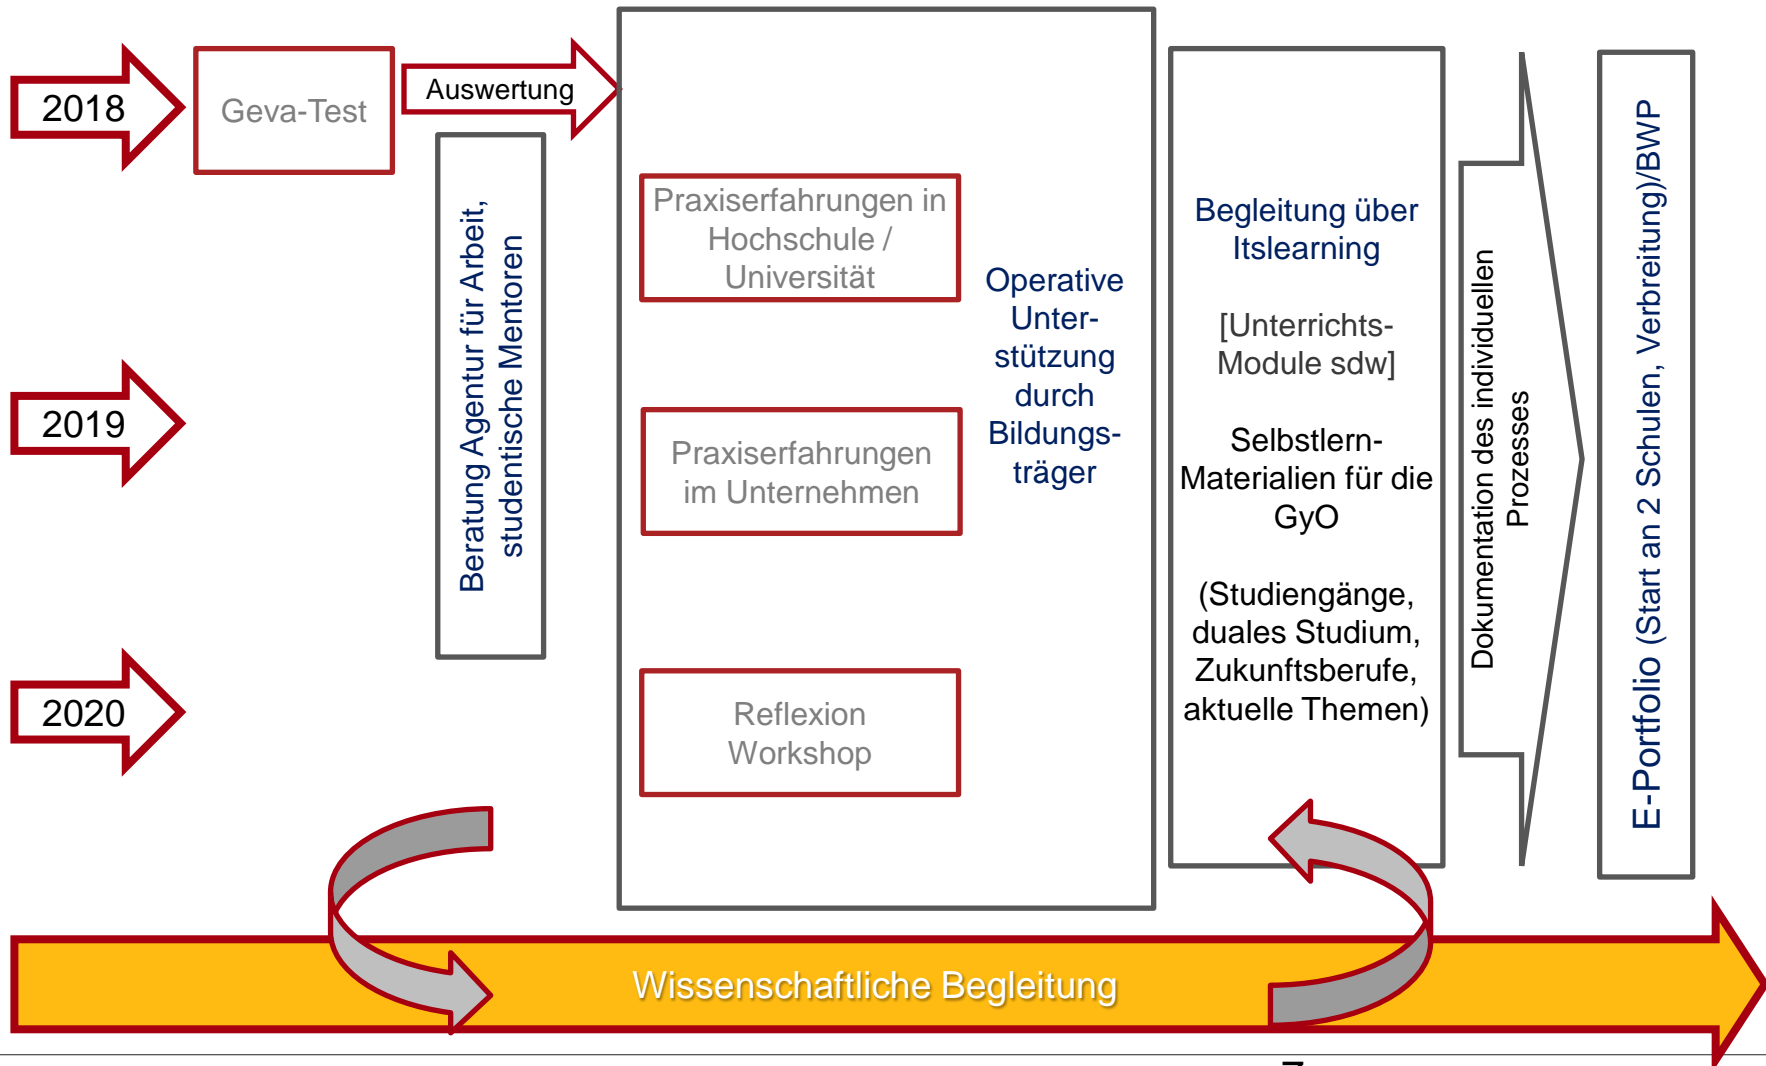 2018
Geva-Test
Auswertung
2019
2020
Beratung Agentur für Arbeit,
studentische Mentoren
Praxiserfahrungen in
Hochschule /
Universität
Praxiserfahrungen
im Unternehmen
Reflexion
Workshop
Operative
Unter-
stützung
durch
Bildungs-
träger
Begleitung über
Itslearning
[Unterrichts-
Module sdw]
Selbstlern-
Materialien für die
GyO
(Studiengänge,
duales Studium,
Zukunftsberufe,
aktuelle Themen)
Dokumentation des individuellen
Prozesses
E-Portfolio (Start an 2 Schulen, Verbreitung)/BWP
Wissenschaftliche Begleitung